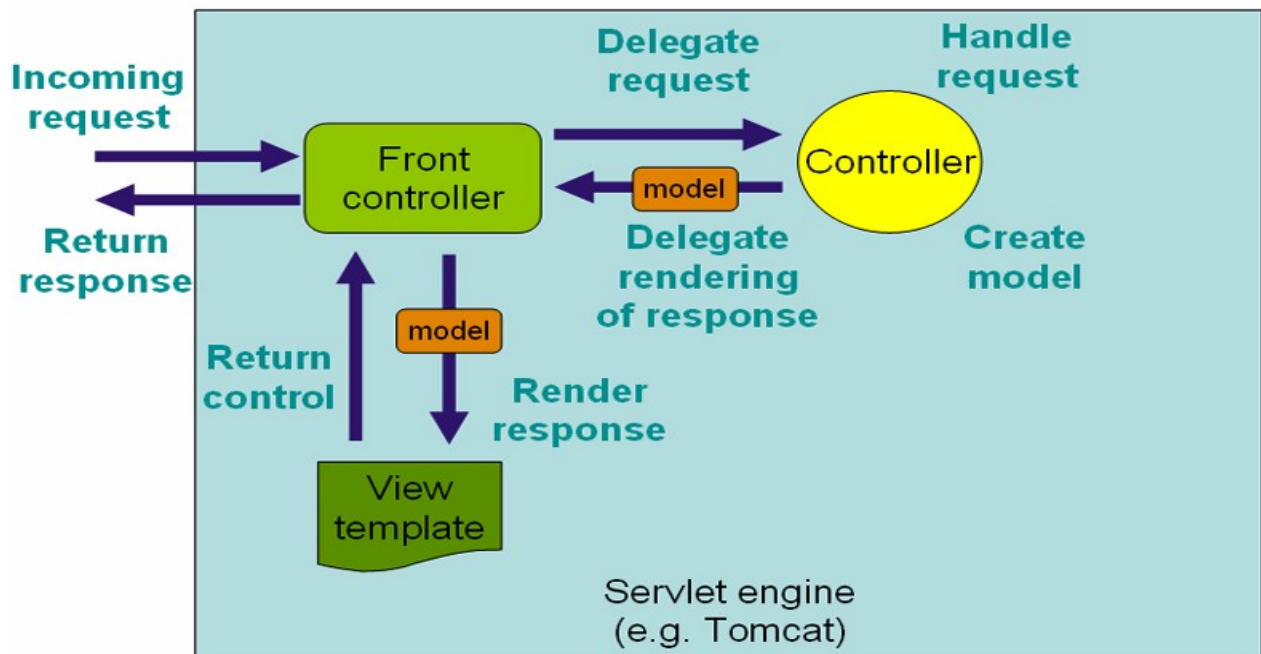 Incoming
request
Delegate
request
Handle
request
Front
controller
Controller
model
Return
response
Delegate
rendering
of response
Create
model
model
Return
control
Render
response
View
template
Servlet engine
(e.g. Tomcat)